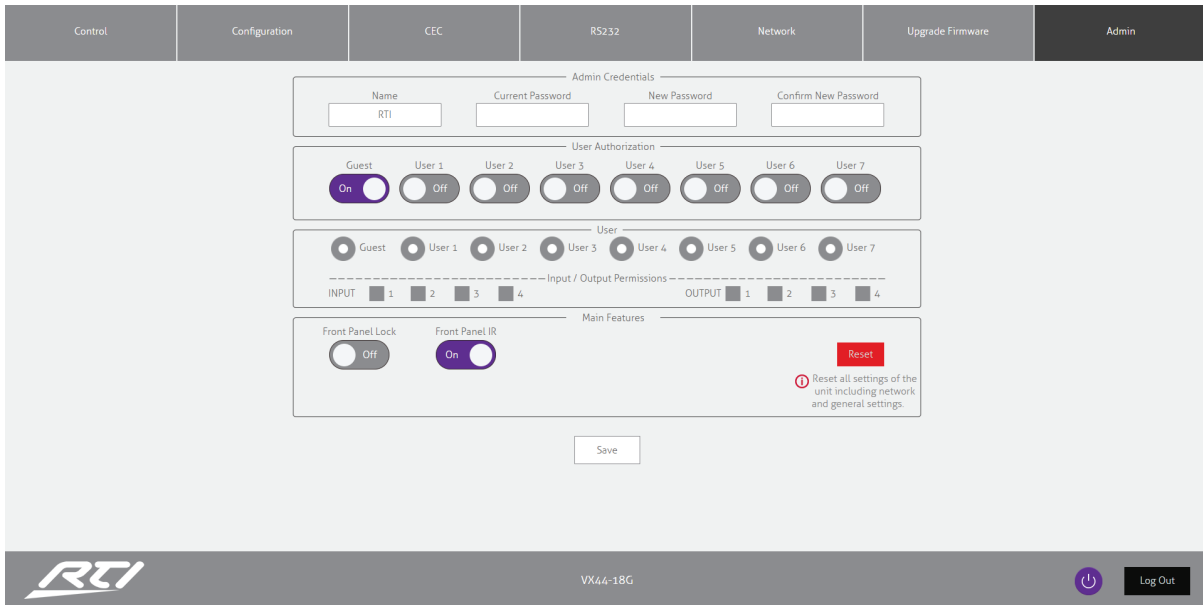 Control Configuration CEC RS232 Network Upgrade Firmware Admin
Admin Credentials
Name Current Password New Password Confirm New Password
RTI
User Authorization
Guest User 1 User 2 User 3 User 4 User 5 User 6 User 7
On Off Off Off Off Off Off Off
User
Guest User 1 User 2 User 3 User 4 User 5 User 6 User 7
Input / Output Permissions
INPUT 1 2 3 4 OUTPUT 1 2 3 4
Main Features
Front Panel Lock Front Panel IR
Off On Reset
Reset all settings of the
unit including network
and general settings.
Save
RTI VX44-18G Log Out